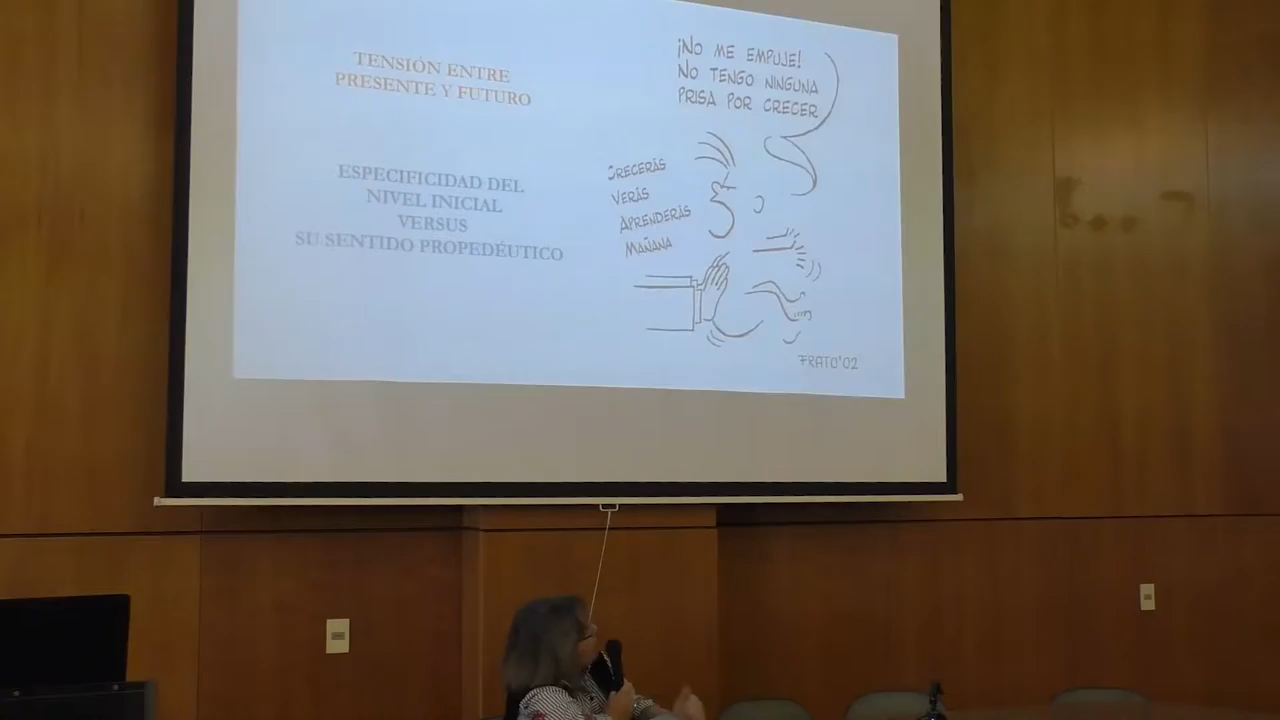 TENSIÓN ENTRE
PRESENTE Y FUTURO
ESPECIFICIDAD DEL
NIVEL INICIAL
VERSUS
SU SENTIDO PROPEDÉUTICO
¡NO ME EMPUJE!
NO TENGO NINGUNA
PRISA POR CRECER
CRECERÁS
VERÁS
APRENDERÁS
MAÑANA
FRATO'02